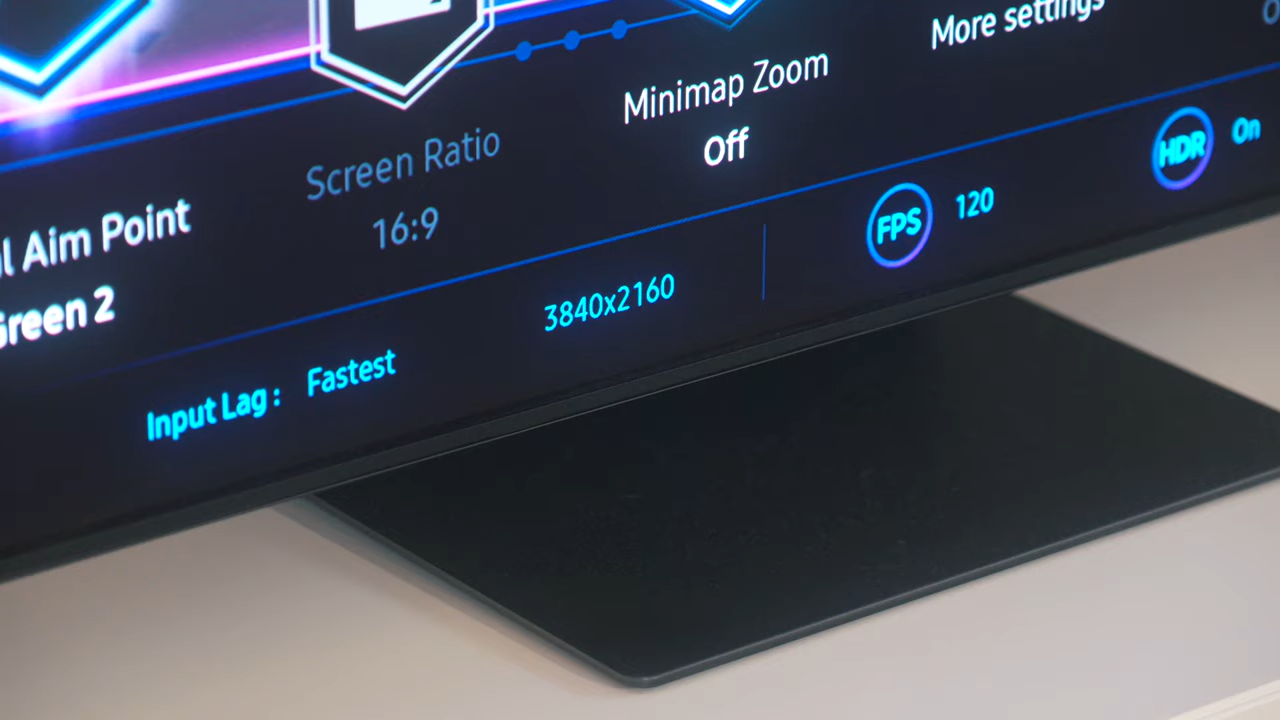 More settings
Minimap Zoom
Off
Screen Ratio
16:9
Aim Point
Green 2
HDR On
FPS 120
3840x2160
Input Lag : Fastest